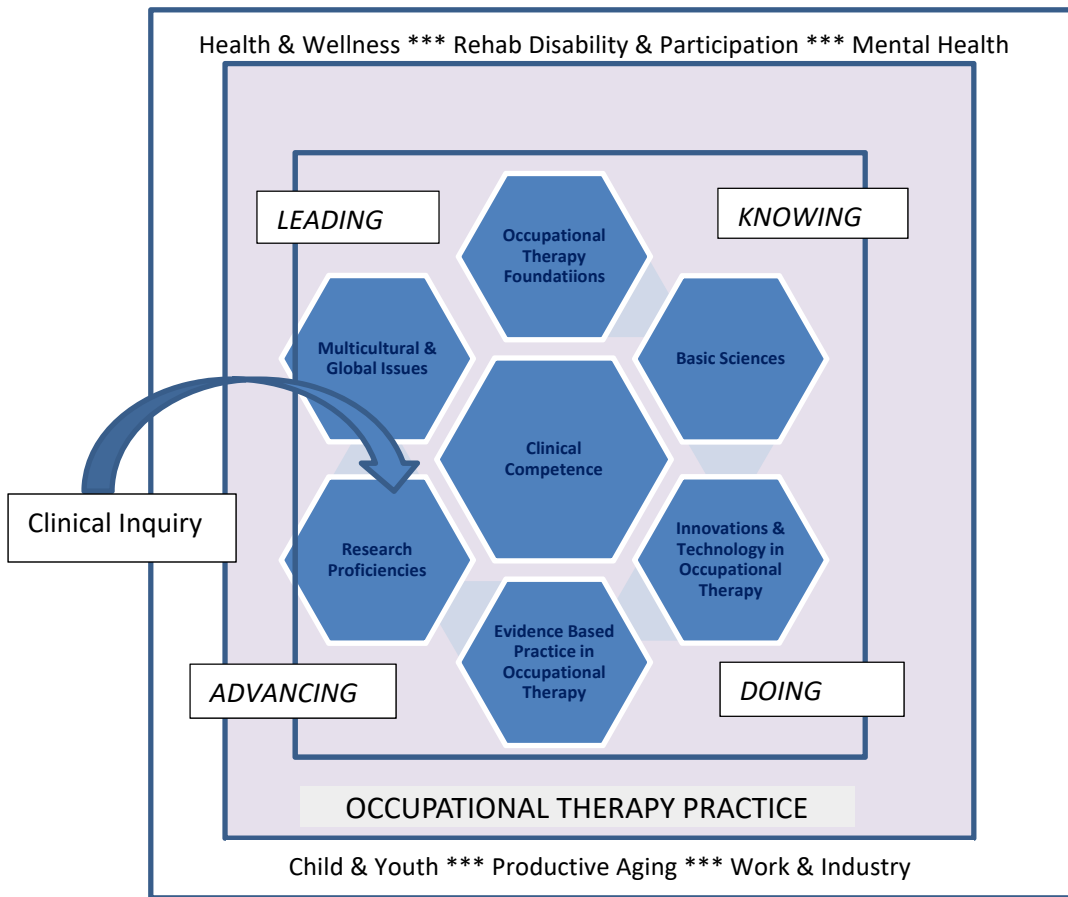 Health & Wellness *** Rehab Disability & Participation *** Mental Health
LEADING
KNOWING
Occupational
Therapy
Foundatiions
Multicultural &
Global Issues
Basic Sciences
Clinical
Competence
Clinical Inquiry
Research
Proficiencies
Innovations &
Technology in
Occupational
Therapy
Evidence Based
Practice in
Occupational
Therapy
ADVANCING
DOING
OCCUPATIONAL THERAPY PRACTICE
Child & Youth *** Productive Aging *** Work & Industry